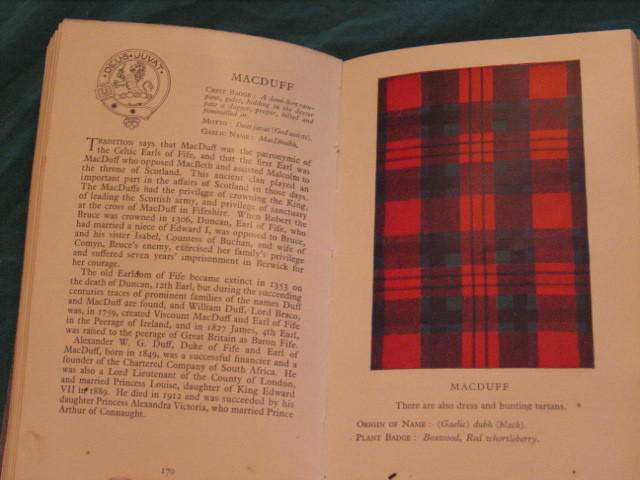 DEUS · JUVAT
MACDUFF
CREST BADGE: A demi-lion ram-
pant, gules, holding in the dexter
paw a dagger, proper, hilted and
pommelled or.
MOTTO: Deus juvat (God assists).
GAELIC NAME: MacDhuibh.
TRADITION says that MacDuff was the patronymic of
the Celtic Earls of Fife, and that the first Earl was
MacDuff who opposed MacBeth and assisted Malcolm to
the throne of Scotland. This ancient clan played an
important part in the affairs of Scotland in those days.
The MacDuffs had the privilege of crowning the King,
of leading the Scottish army, and privilege of sanctuary
at the cross of MacDuff in Fifeshire. When Robert the
Bruce was crowned in 1306, Duncan, Earl of Fife, who
had married a niece of Edward I, was opposed to Bruce,
and his sister Isabel, Countess of Buchan, and wife of
Comyn, Bruce's enemy, exercised her family's privilege
and suffered seven years' imprisonment in Berwick for
her courage.
The old Earldom of Fife became extinct in 1353 on
the death of Duncan, 12th Earl, but during the succeeding
centuries traces of prominent families of the names Duff
and MacDuff are found, and William Duff, Lord Braco,
was, in 1759, created Viscount MacDuff and Earl of Fife
in the Peerage of Ireland, and in 1827 James, 4th Earl,
was raised to the peerage of Great Britain as Baron Fife.
Alexander W. G. Duff, Duke of Fife and Earl of
MacDuff, born in 1849, was a successful financier and a
founder of the Chartered Company of South Africa. He
was also a Lord Lieutenant of the County of London,
and married Princess Louise, daughter of King Edward
VII in 1889. He died in 1912 and was succeeded by his
daughter Princess Alexandra Victoria, who married Prince
Arthur of Connaught.
170
MACDUFF
There are also dress and hunting tartans.
ORIGIN OF NAME: (Gaelic) dubh (black).
PLANT BADGE: Boxwood, Red whortleberry.